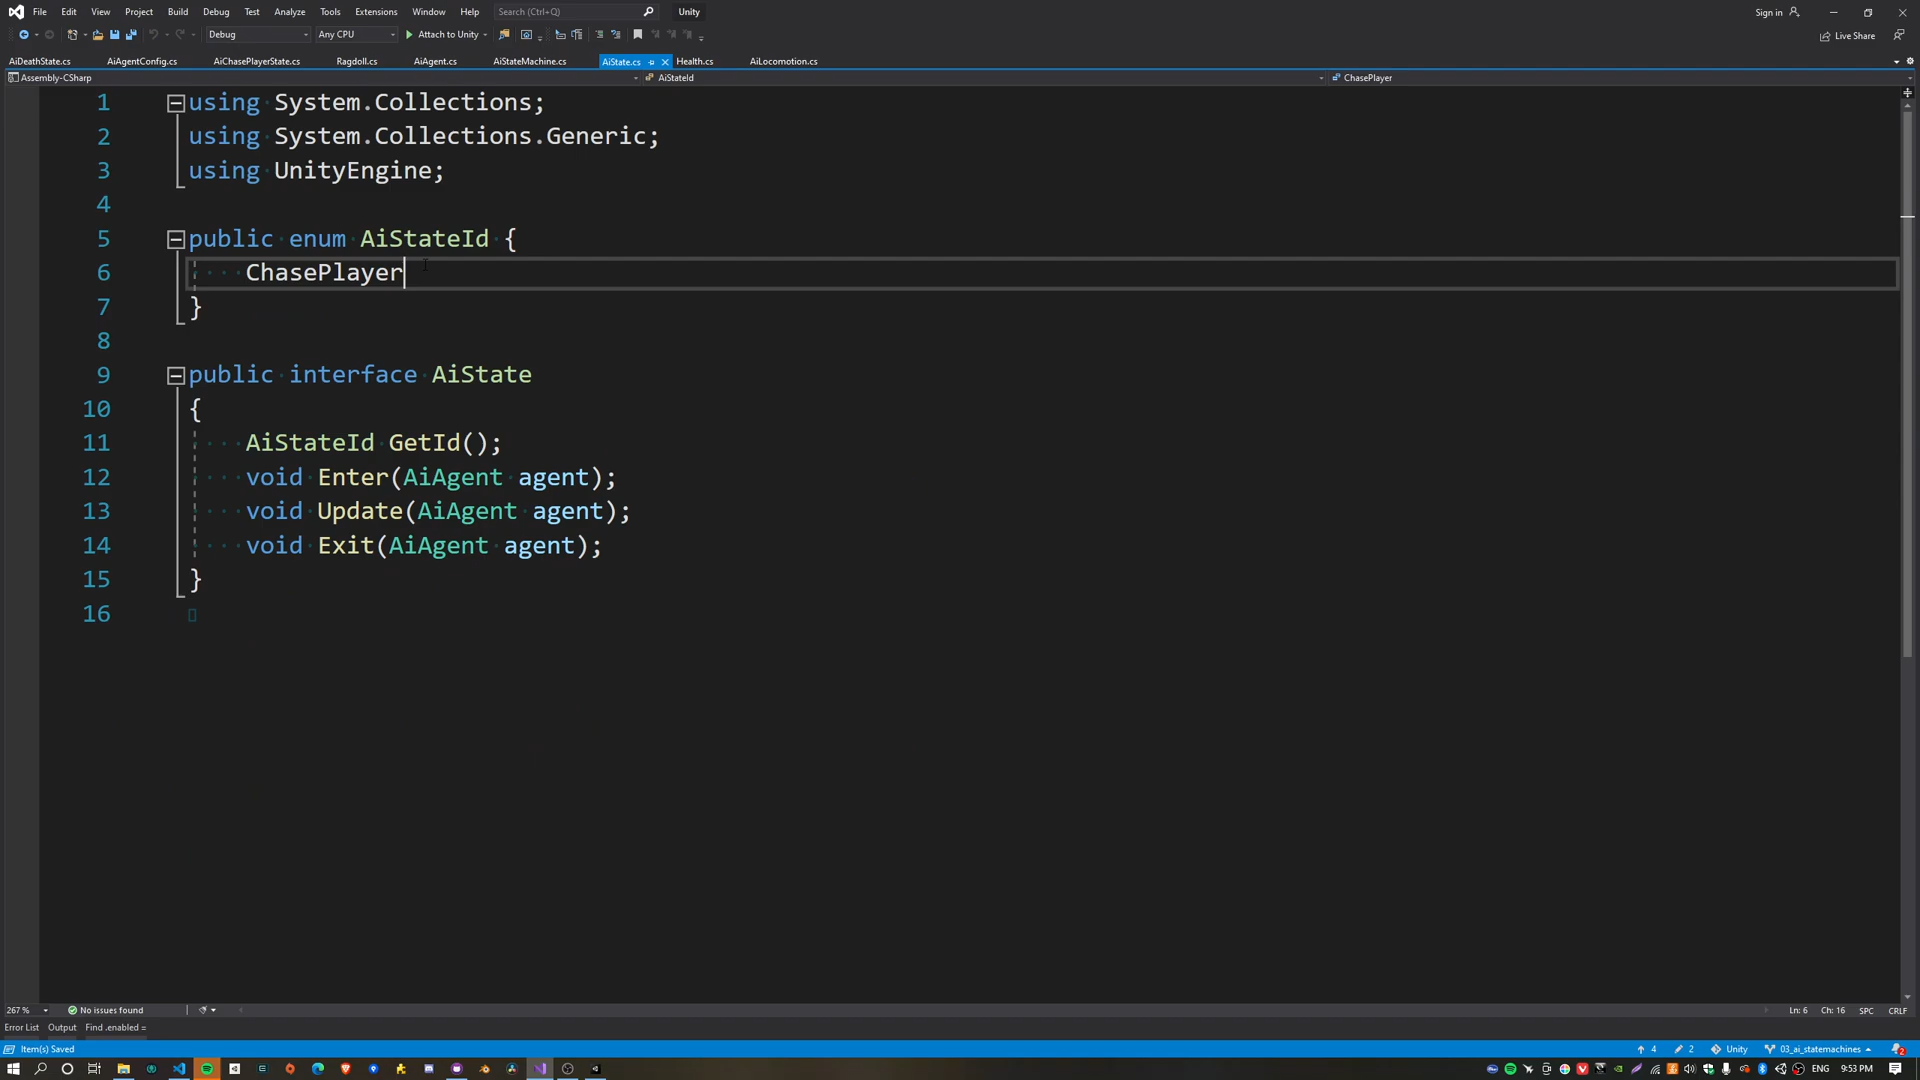 File Edit View Project Build Debug Test Analyze Tools Extensions Window Help Search (Ctrl+Q) Unity Sign in
Debug Any CPU Attach to Unity Live Share
AiDeathState.cs AiAgentConfig.cs AiChasePlayerState.cs Ragdoll.cs AiAgent.cs AiStateMachine.cs AiState.cs Health.cs AiLocomotion.cs
Assembly-CSharp AiStateId ChasePlayer
1 using System.Collections;
2 using System.Collections.Generic;
3 using UnityEngine;
4
5 public enum AiStateId {
6 ChasePlayer
7 }
8
9 public interface AiState
10 {
11 AiStateId GetId();
12 void Enter(AiAgent agent);
13 void Update(AiAgent agent);
14 void Exit(AiAgent agent);
15 }
16
267 % No issues found Ln: 6 Ch: 16 SPC CRLF
Error List Output Find .enabled =
Item(s) Saved 4 2 Unity 03_ai_statemachines 2
ENG 9:53 PM